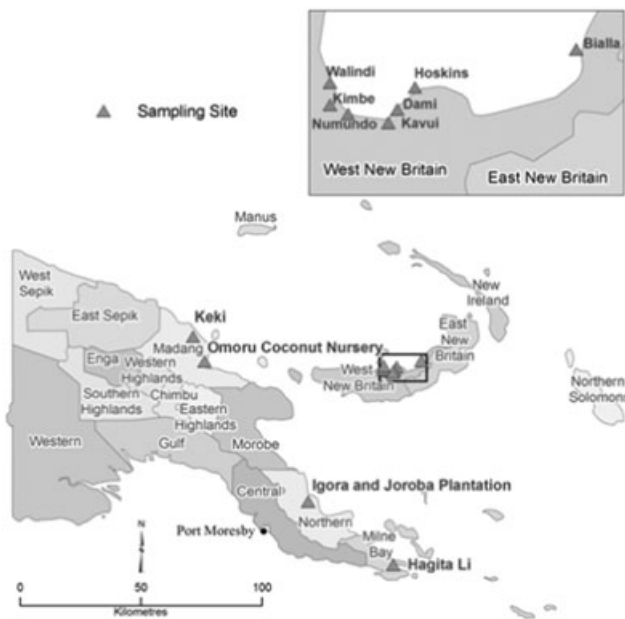 Bialla
Walindi
Hoskins
Kimbe
Dami
Numundo
Kavui
West New Britain
East New Britain
Sampling Site
Manus
West
Sepik
East Sepik
New
Ireland
Keki
Madang
Omoru Coconut Nursery
East
New
Britain
Enga
Western
Highlands
West
New Britain
Northern
Solomons
Southern
Highlands
Chimbu
Eastern
Highlands
Western
Gulf
Morobe
Central
Igora and Joroba Plantation
Northern
Port Moresby
Milne
Bay
Hagita Li
N
0
50
100
Kilometres